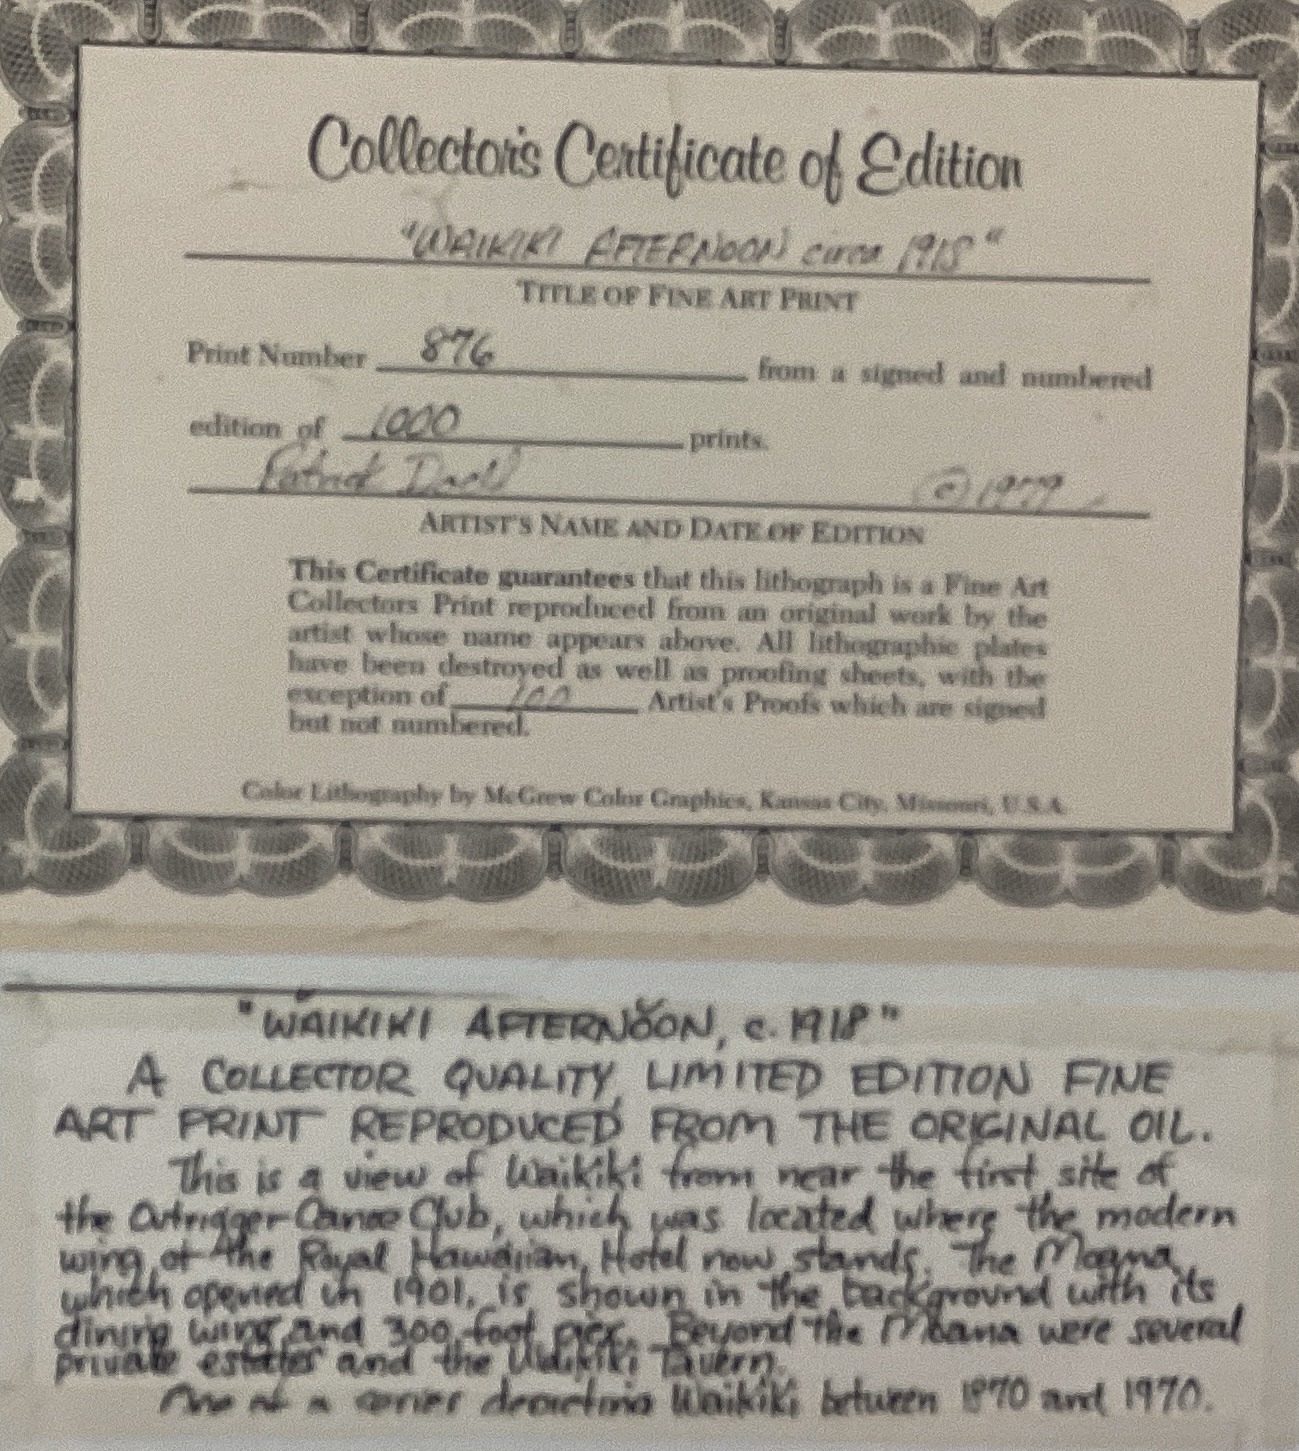 Collector's Certificate of Edition
"WAIKIKI AFTERNOON circa 1918"
TITLE OF FINE ART PRINT
Print Number 876 from a signed and numbered
edition of 1000 prints.
Patrick © 1979
ARTIST'S NAME AND DATE OF EDITION
This Certificate guarantees that this lithograph is a Fine Art
Collectors Print reproduced from an original work by the
artist whose name appears above. All lithographic plates
have been destroyed as well as proofing sheets, with the
exception of 100 Artist's Proofs which are signed
but not numbered.
Color Lithography by McGrew Color Graphics, Kansas City, Missouri, U.S.A.
"WAIKIKI AFTERNOON, c. 1918"
A COLLECTOR QUALITY, LIMITED EDITION FINE
ART PRINT REPRODUCED FROM THE ORIGINAL OIL.
This is a view of Waikiki from near the first site of
the Outrigger Canoe Club, which was located where the modern
wing of the Royal Hawaiian Hotel now stands. The Moana,
which opened in 1901, is shown in the background with its
dining wing and 300-foot pier. Beyond the Moana were several
private estates and the Waikiki Tavern.
One of a series depicting Waikiki between 1870 and 1970.